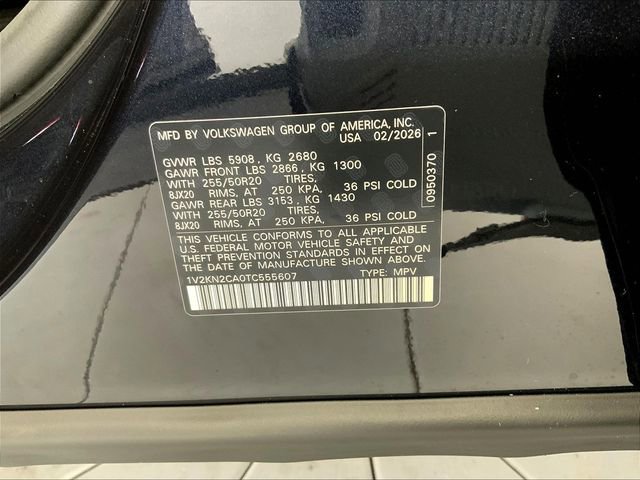 MFD BY VOLKSWAGEN GROUP OF AMERICA, INC.
USA 02/2026
GVWR LBS 5908, KG 2680
GAWR FRONT LBS 2866, KG 1300
WITH 255/50R20 TIRES,
8JX20 RIMS, AT 250 KPA, 36 PSI COLD
GAWR REAR LBS 3153, KG 1430
WITH 255/50R20 TIRES,
8JX20 RIMS, AT 250 KPA, 36 PSI COLD
THIS VEHICLE CONFORMS TO ALL APPLICABLE
U.S. FEDERAL MOTOR VEHICLE SAFETY AND
THEFT PREVENTION STANDARDS IN EFFECT ON
THE DATE OF MANUFACTURE SHOWN ABOVE.
1V2KN2CA0TC555607 TYPE: MPV
0950370 1